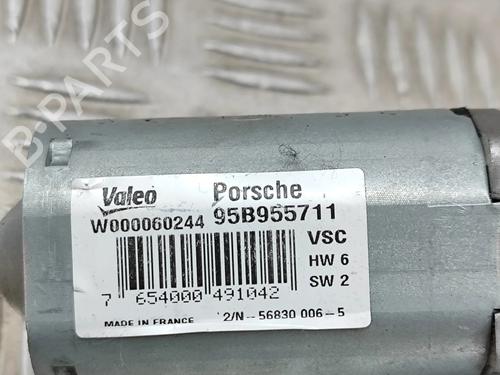 B-PARTS
Valeo Porsche
W000060244 95B955711
VSC
HW 6
SW 2
7 654000 491042
MADE IN FRANCE 2/N - 56830 006-5